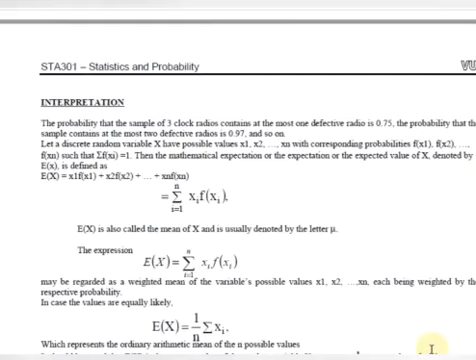 STA301 – Statistics and Probability
VU
INTERPRETATION
The probability that the sample of 3 clock radios contains at the most one defective radio is 0.75, the probability that the
sample contains at the most two defective radios is 0.97, and so on.
Let a discrete random variable X have possible values x1, x2, …, xn with corresponding probabilities f(x1), f(x2), …,
f(xn) such that Σf(xi) =1. Then the mathematical expectation or the expectation or the expected value of X, denoted by
E(x), is defined as
E(X) = x1f(x1) + x2f(x2) + … + xnf(xn)
= n ∑ i=1 xᵢf(xᵢ),
E(X) is also called the mean of X and is usually denoted by the letter μ.
The expression
E(X) = n ∑ i=1 xᵢ f(xᵢ)
may be regarded as a weighted mean of the variable's possible values x1, x2, …,xn, each being weighted by the
respective probability.
In case the values are equally likely,
E(X) = 1/n ∑ xᵢ,
Which represents the ordinary arithmetic mean of the n possible values